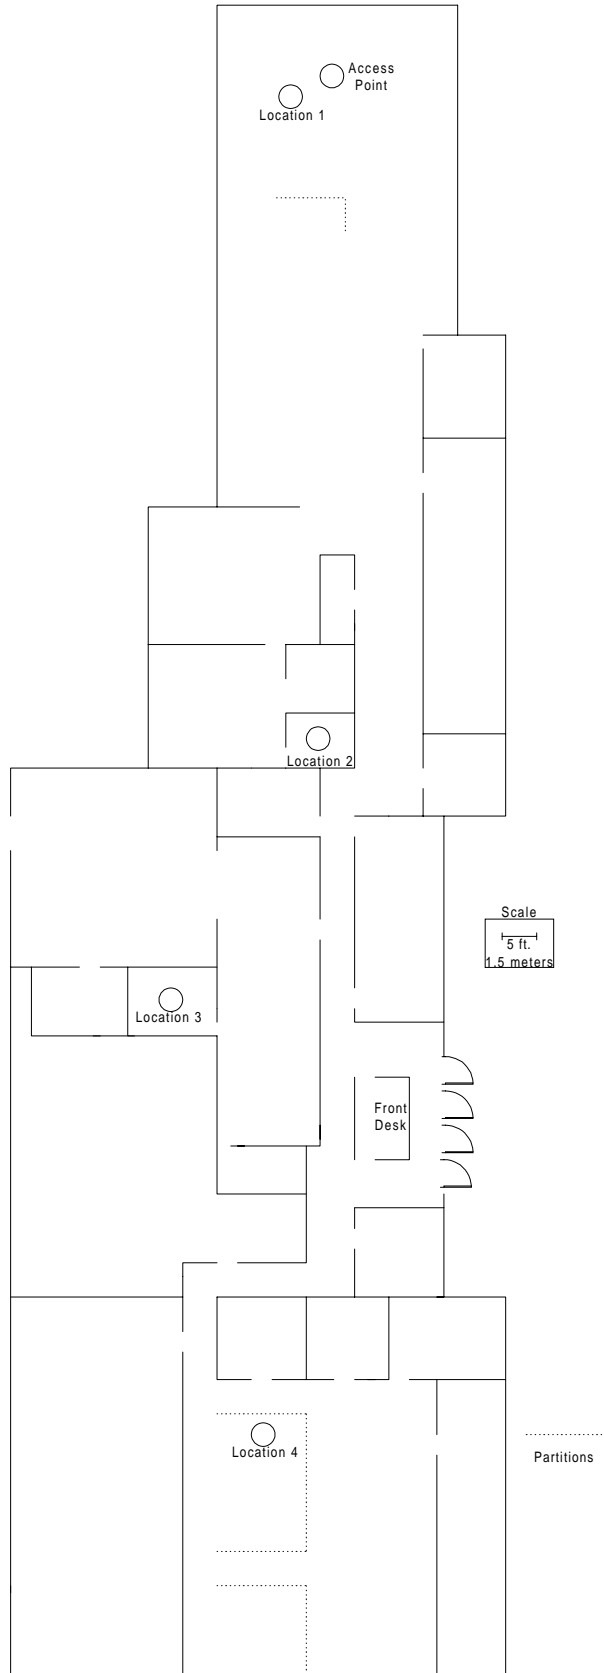 Access
Point
Location 1
Location 2
Scale
5 ft.
1.5 meters
Location 3
Front
Desk
Location 4
Partitions